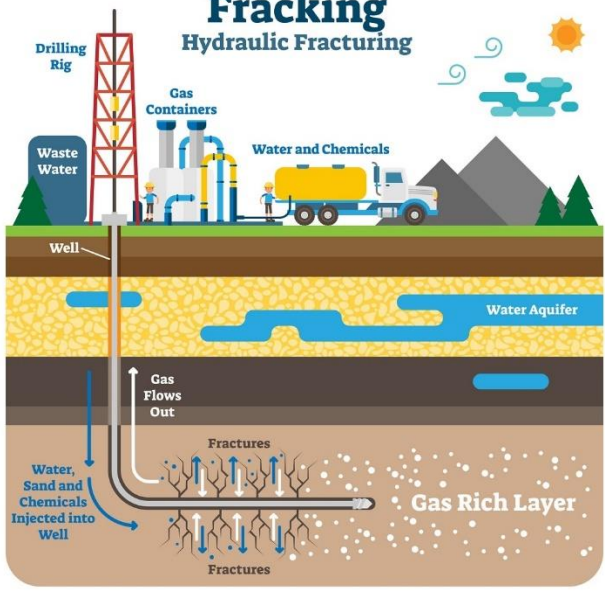 Fracking
Hydraulic Fracturing
Drilling
Rig
Gas
Containers
Water and Chemicals
Waste
Water
Well
Water Aquifer
Gas
Flows
Out
Fractures
Water,
Sand and
Chemicals
Injected into
Well
Gas Rich Layer
Fractures